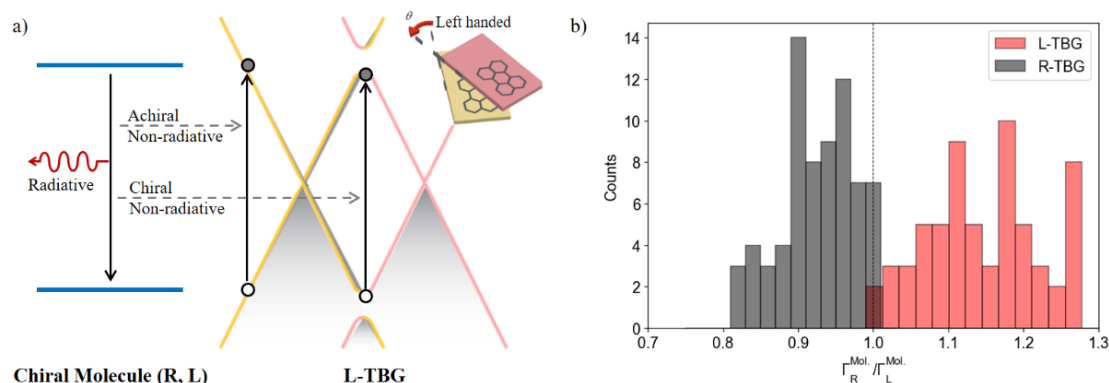 a)
θ
Left handed
Achiral
Non-radiative
Radiative
Chiral
Non-radiative
Chiral Molecule (R, L)
L-TBG
b)
L-TBG
R-TBG
14
12
10
8
6
4
2
0
Counts
0.7 0.8 0.9 1.0 1.1 1.2 1.3
Γ_R^Mol./Γ_L^Mol.